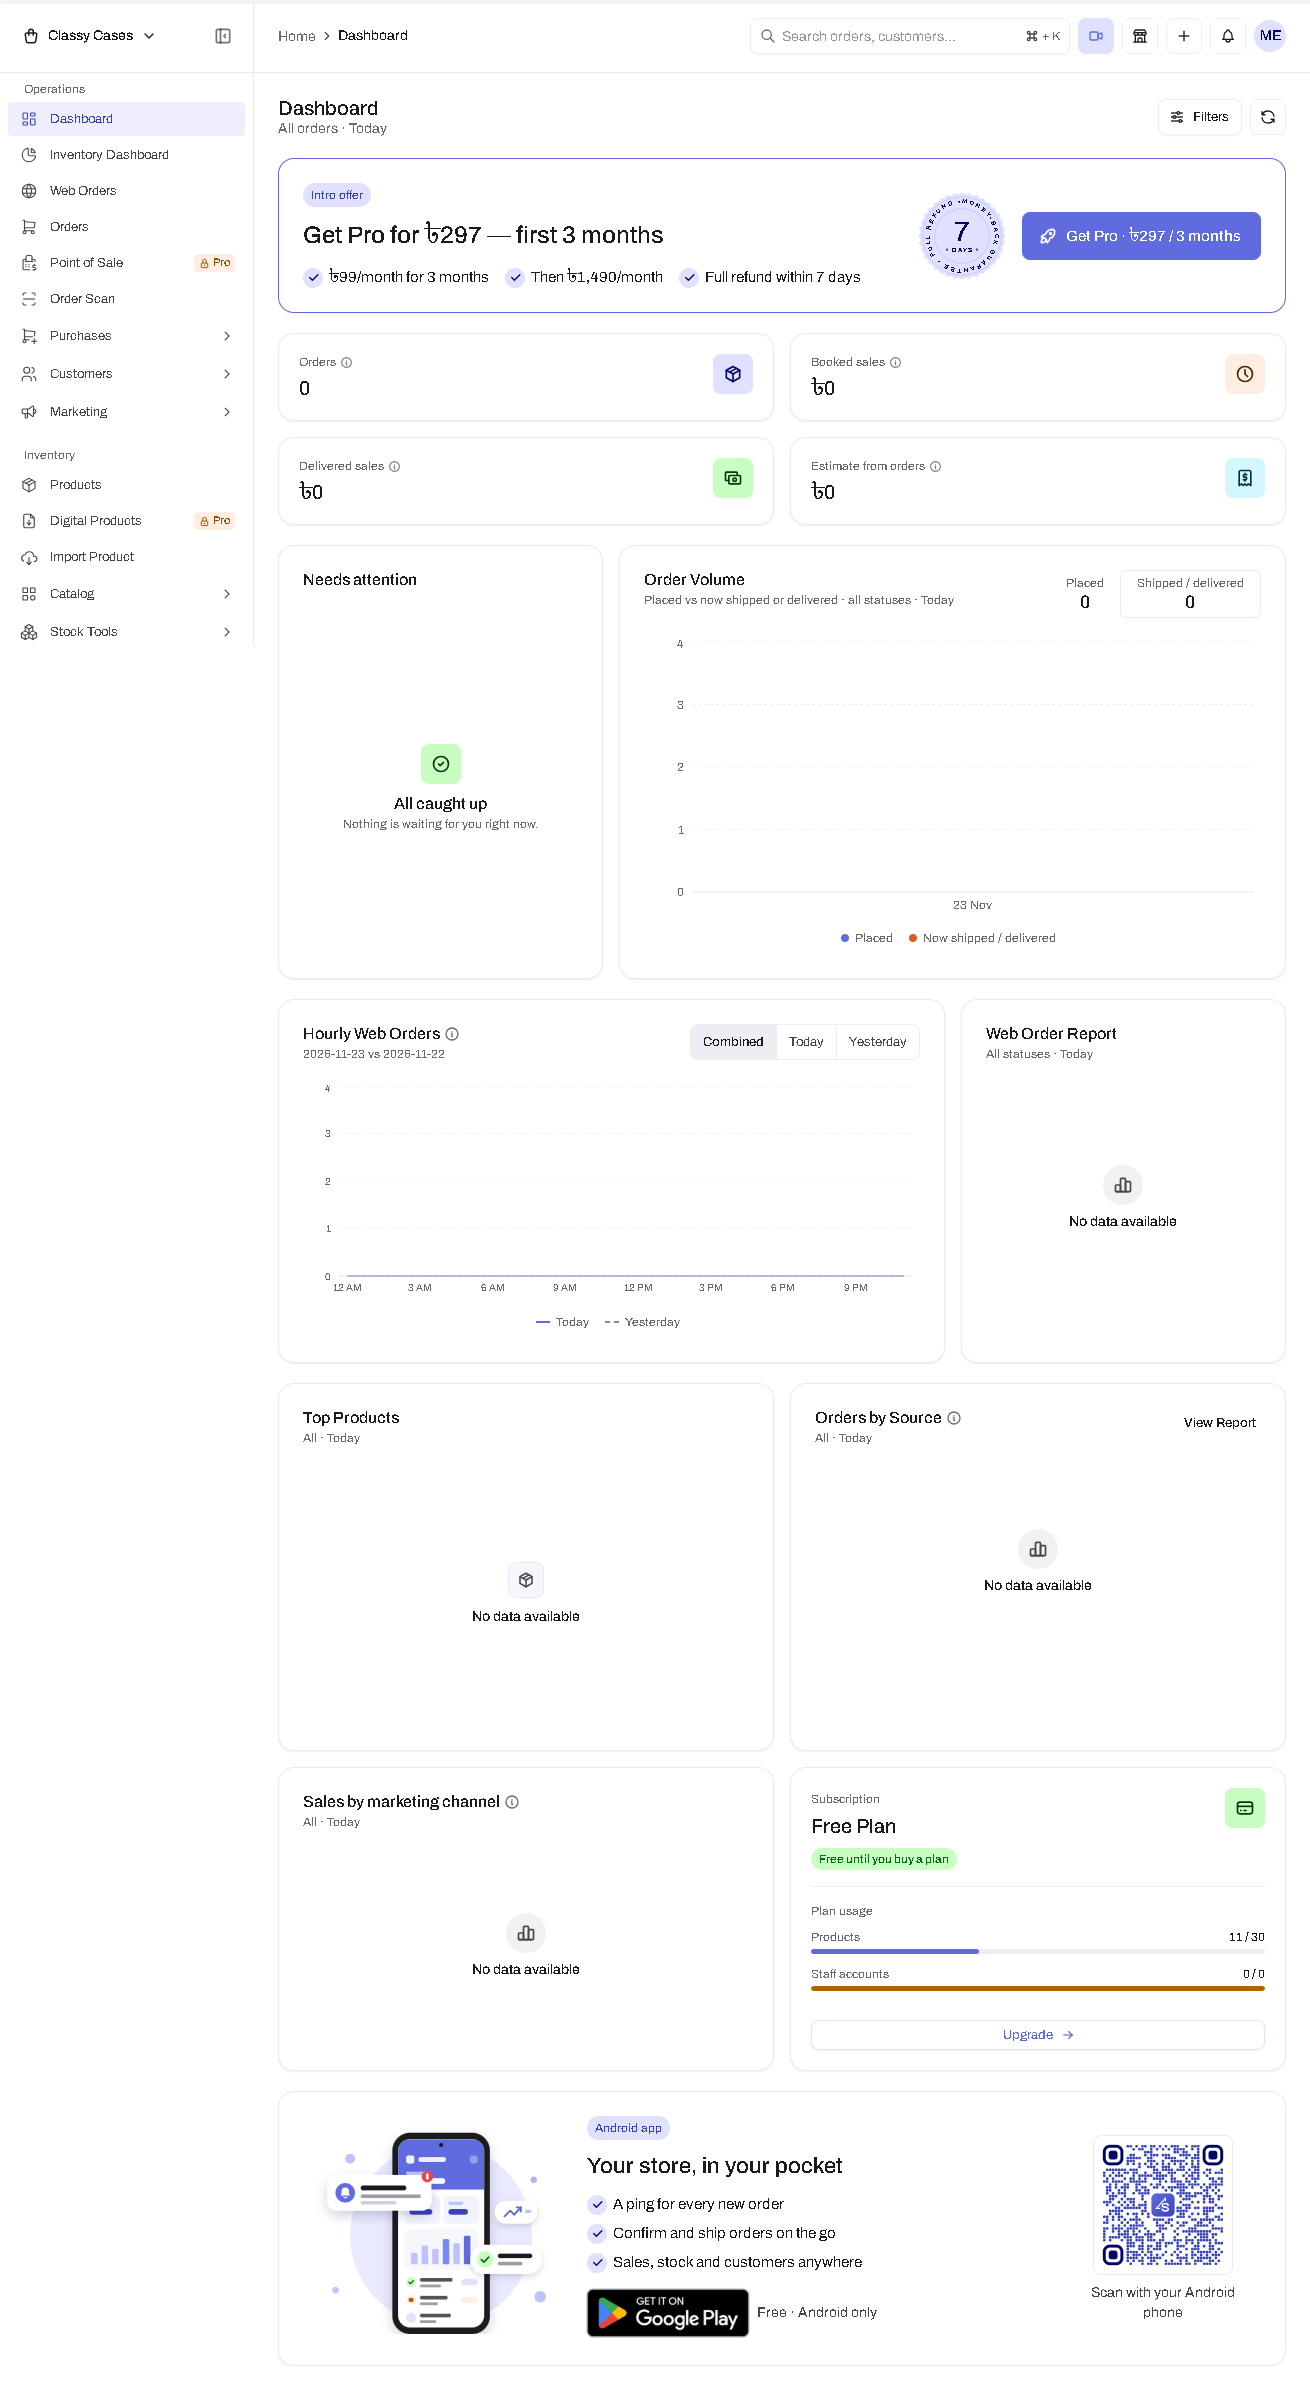 Classy Cases
Home > Dashboard
Search orders, customers...
⌘ + K
ME
Operations
Dashboard
Inventory Dashboard
Web Orders
Orders
Point of Sale
Pro
Order Scan
Purchases
Customers
Marketing
Inventory
Products
Digital Products
Pro
Import Product
Catalog
Stock Tools
Dashboard
All orders · Today
Filters
Intro offer
Get Pro for ৳297 — first 3 months
৳99/month for 3 months
Then ৳1,490/month
Full refund within 7 days
MONEY-BACK GUARANTEE • FULL REFUND •
7
• DAYS •
Get Pro · ৳297 / 3 months
Orders
0
Booked sales
৳0
Delivered sales
৳0
Estimate from orders
৳0
Needs attention
All caught up
Nothing is waiting for you right now.
Order Volume
Placed vs now shipped or delivered · all statuses · Today
Placed
0
Shipped / delivered
0
4
3
2
1
0
23 Nov
Placed
Now shipped / delivered
Hourly Web Orders
2026-11-23 vs 2026-11-22
Combined
Today
Yesterday
4
3
2
1
0
12 AM
3 AM
6 AM
9 AM
12 PM
3 PM
6 PM
9 PM
Today
Yesterday
Web Order Report
All statuses · Today
No data available
Top Products
All · Today
No data available
Orders by Source
All · Today
View Report
No data available
Sales by marketing channel
All · Today
No data available
Subscription
Free Plan
Free until you buy a plan
Plan usage
Products
11 / 30
Staff accounts
0 / 0
Upgrade →
Android app
Your store, in your pocket
A ping for every new order
Confirm and ship orders on the go
Sales, stock and customers anywhere
GET IT ON
Google Play
Free · Android only
Scan with your Android
phone